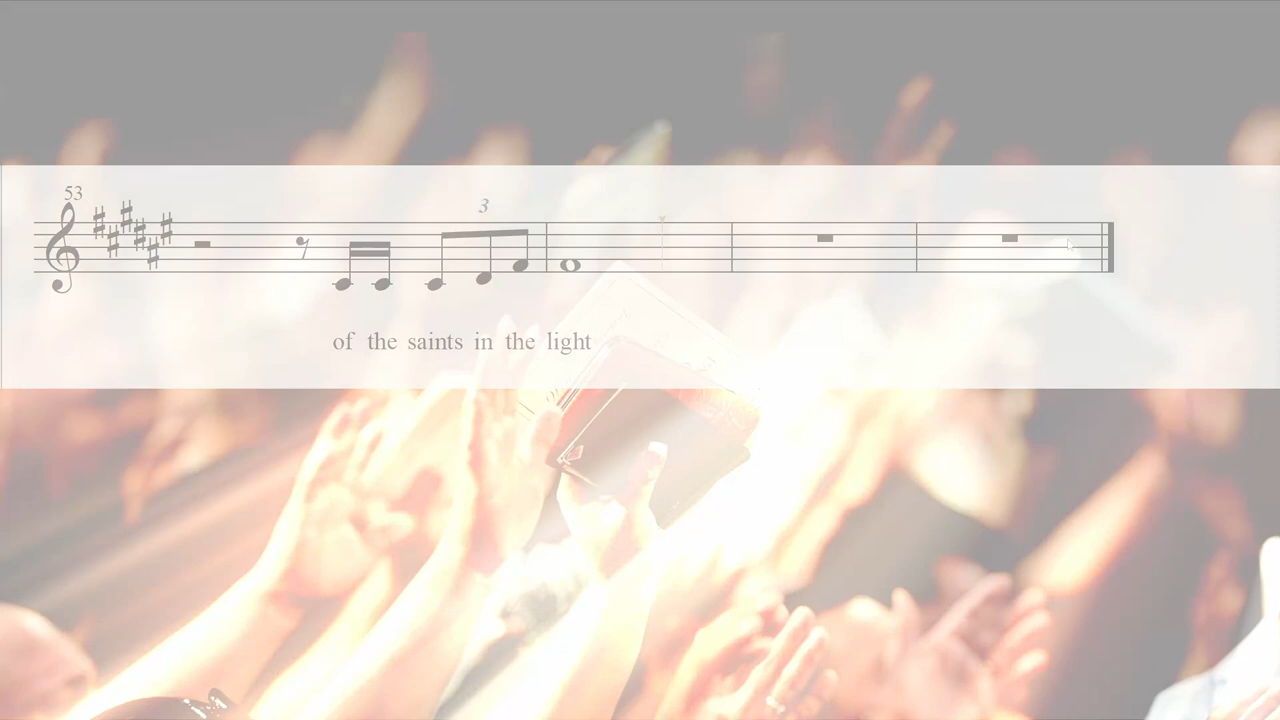 53
3
of the saints in the light